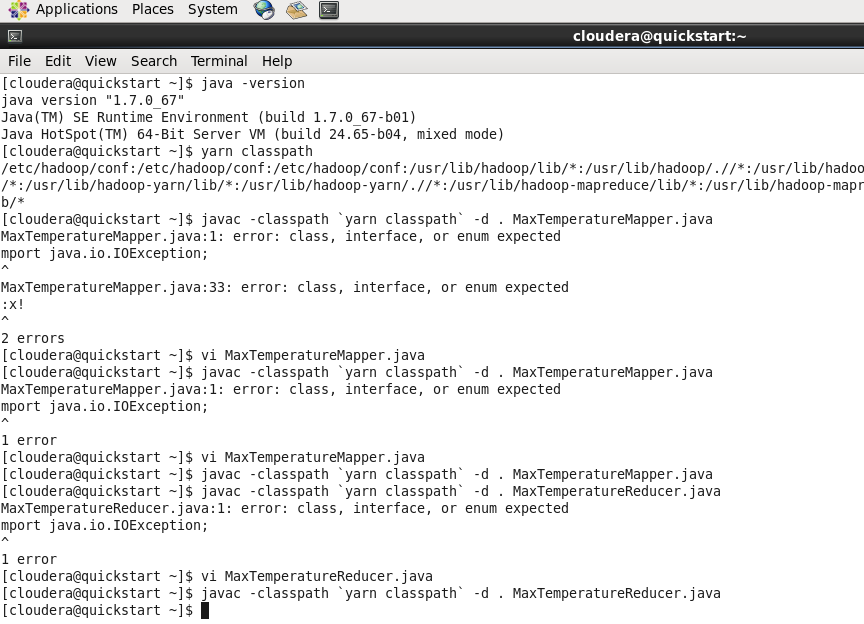 Applications Places System
cloudera@quickstart:~
File Edit View Search Terminal Help
[cloudera@quickstart ~]$ java -version
java version "1.7.0_67"
Java(TM) SE Runtime Environment (build 1.7.0_67-b01)
Java HotSpot(TM) 64-Bit Server VM (build 24.65-b04, mixed mode)
[cloudera@quickstart ~]$ yarn classpath
/etc/hadoop/conf:/etc/hadoop/conf:/etc/hadoop/conf:/usr/lib/hadoop/lib/*:/usr/lib/hadoop/.//*:/usr/lib/hadoo
/*:/usr/lib/hadoop-yarn/lib/*:/usr/lib/hadoop-yarn/.//*:/usr/lib/hadoop-mapreduce/lib/*:/usr/lib/hadoop-mapr
b/*
[cloudera@quickstart ~]$ javac -classpath `yarn classpath` -d . MaxTemperatureMapper.java
MaxTemperatureMapper.java:1: error: class, interface, or enum expected
mport java.io.IOException;
^
MaxTemperatureMapper.java:33: error: class, interface, or enum expected
:x!
^
2 errors
[cloudera@quickstart ~]$ vi MaxTemperatureMapper.java
[cloudera@quickstart ~]$ javac -classpath `yarn classpath` -d . MaxTemperatureMapper.java
MaxTemperatureMapper.java:1: error: class, interface, or enum expected
mport java.io.IOException;
^
1 error
[cloudera@quickstart ~]$ vi MaxTemperatureMapper.java
[cloudera@quickstart ~]$ javac -classpath `yarn classpath` -d . MaxTemperatureMapper.java
[cloudera@quickstart ~]$ javac -classpath `yarn classpath` -d . MaxTemperatureReducer.java
MaxTemperatureReducer.java:1: error: class, interface, or enum expected
mport java.io.IOException;
^
1 error
[cloudera@quickstart ~]$ vi MaxTemperatureReducer.java
[cloudera@quickstart ~]$ javac -classpath `yarn classpath` -d . MaxTemperatureReducer.java
[cloudera@quickstart ~]$